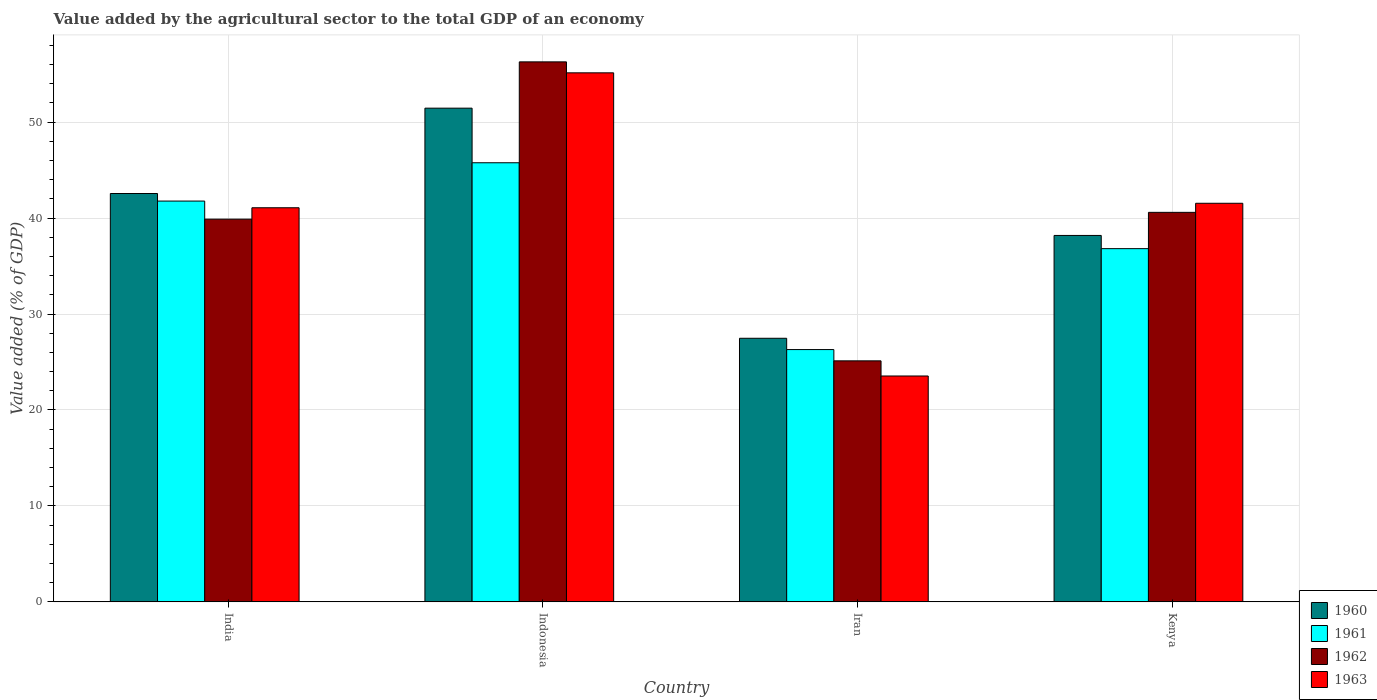 Value added by the agricultural sector to the total GDP of an economy
Value added (% of GDP)
50
40
30
20
10
0
India
Indonesia
Iran
Kenya
Country
1960
1961
1962
1963